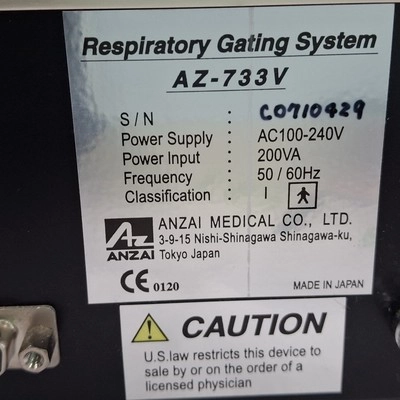 Respiratory Gating System
AZ-733V
S / N : C0710429
Power Supply : AC100-240V
Power Input : 200VA
Frequency : 50 / 60Hz
Classification : I
Az ANZAI
ANZAI MEDICAL CO., LTD.
3-9-15 Nishi-Shinagawa Shinagawa-ku,
Tokyo Japan
CE 0120
MADE IN JAPAN
CAUTION
U.S.law restricts this device to
sale by or on the order of a
licensed physician